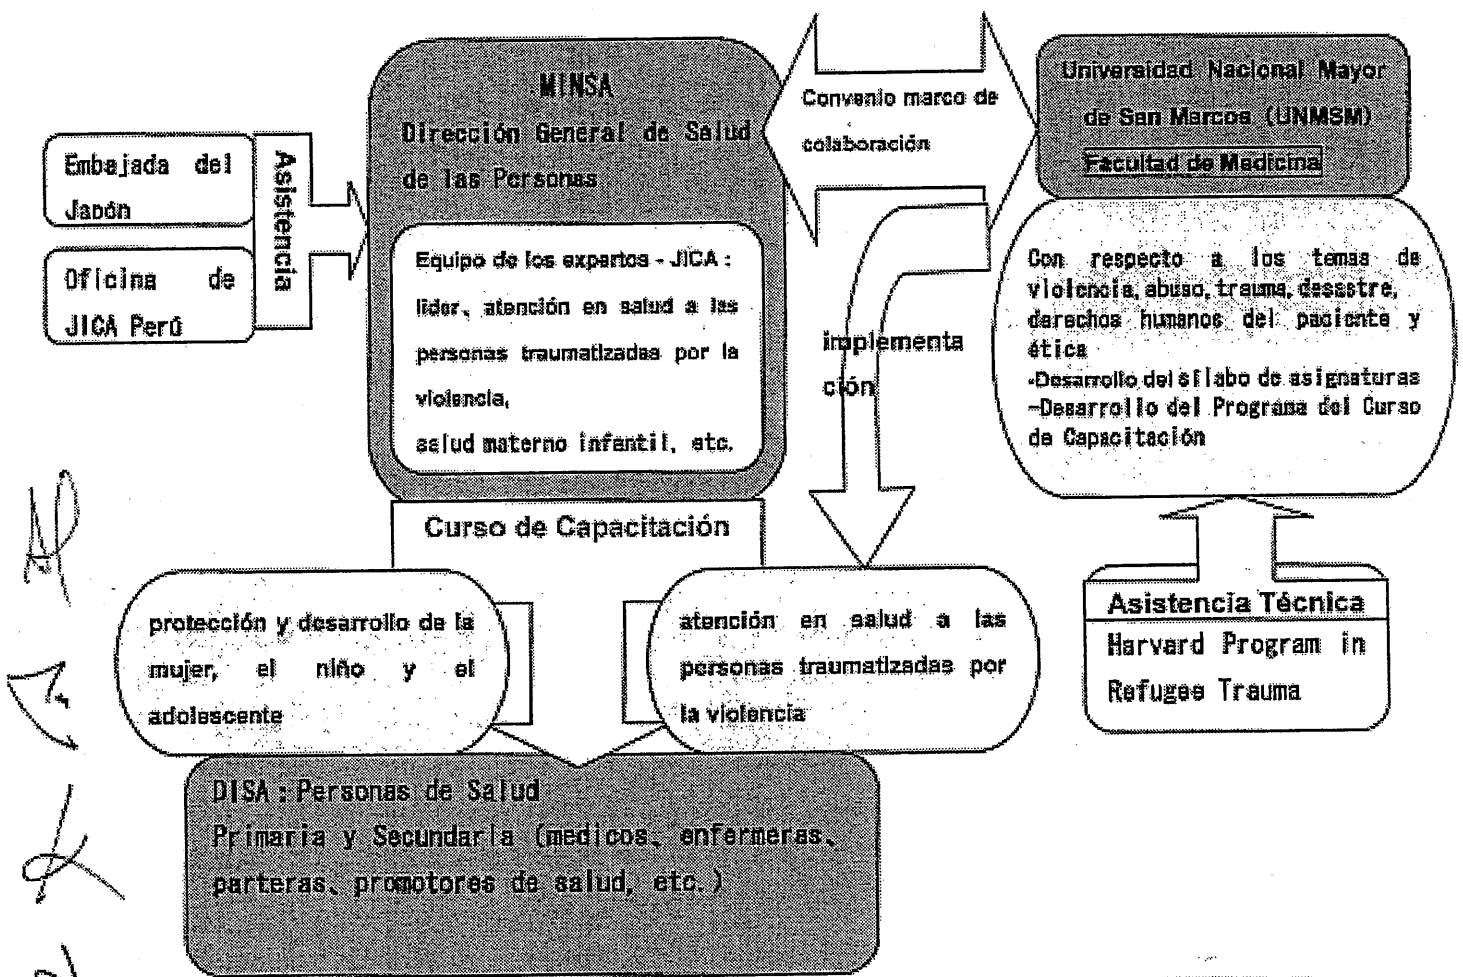 MINSA
Dirección General de Salud
de las Personas
Convenio marco de
colaboración
Universidad Nacional Mayor
de San Marcos (UNMSM)
Facultad de Medicina
Embajada del
Japón
Oficina de
JICA Perú
Asistencia
Equipo de los expertos - JICA :
lider、atención en salud a las
personas traumatizadas por la
violencia,
salud materno infantil, etc.
implementa
ción
Con respecto a los temas de
violencia, abuso, trauma, desastre,
derechos humanos del paciente y
ética
-Desarrollo del sílabo de asignaturas
-Desarrollo del Programa del Curso
de Capacitación
Curso de Capacitación
protección y desarrollo de la
mujer, el niño y el
adolescente
atención en salud a las
personas traumatizadas por
la violencia
Asistencia Técnica
Harvard Program in
Refugee Trauma
DISA : Personas de Salud
Primaria y Secundaria (medicos、enfermeras、
parteras、promotores de salud, etc.)